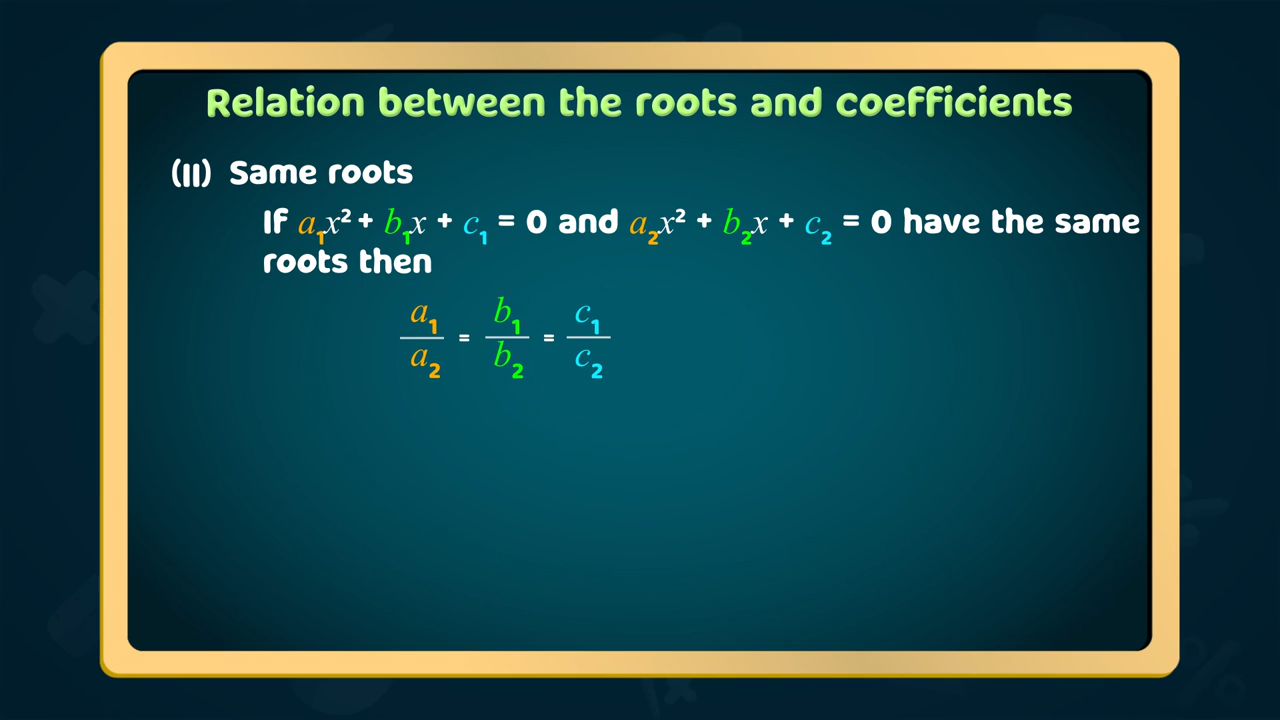 Relation between the roots and coefficients
(II) Same roots
If a₁x² + b₁x + c₁ = 0 and a₂x² + b₂x + c₂ = 0 have the same
roots then
a₁/a₂ = b₁/b₂ = c₁/c₂